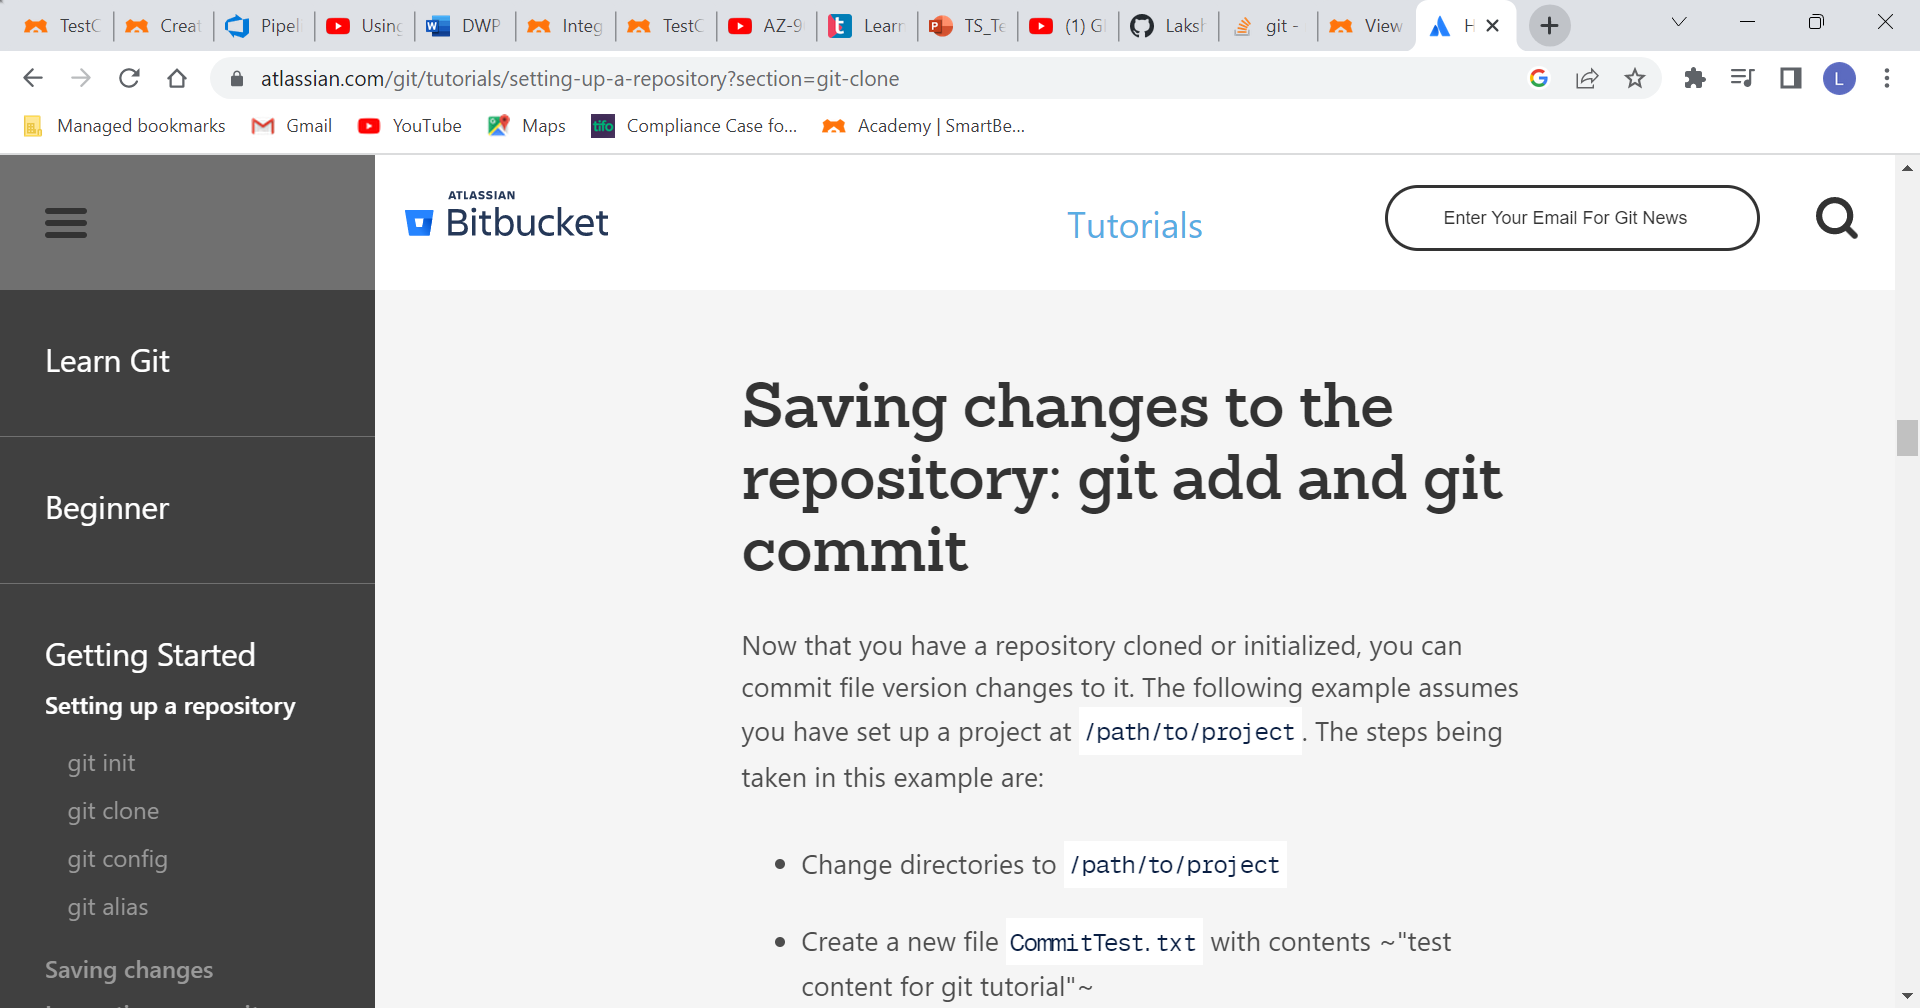 TestC Creat Pipeli Using DWP Integ TestC AZ-9 Learn TS_Te (1) Gl Laksh git - View H
atlassian.com/git/tutorials/setting-up-a-repository?section=git-clone
L
Managed bookmarks Gmail YouTube Maps tifo Compliance Case fo... Academy | SmartBe...
ATLASSIAN
Bitbucket
Tutorials
Enter Your Email For Git News
Learn Git
Beginner
Getting Started
Setting up a repository
git init
git clone
git config
git alias
Saving changes
Saving changes to the
repository: git add and git
commit
Now that you have a repository cloned or initialized, you can
commit file version changes to it. The following example assumes
you have set up a project at /path/to/project. The steps being
taken in this example are:
• Change directories to /path/to/project
• Create a new file CommitTest.txt with contents ~"test
content for git tutorial"~